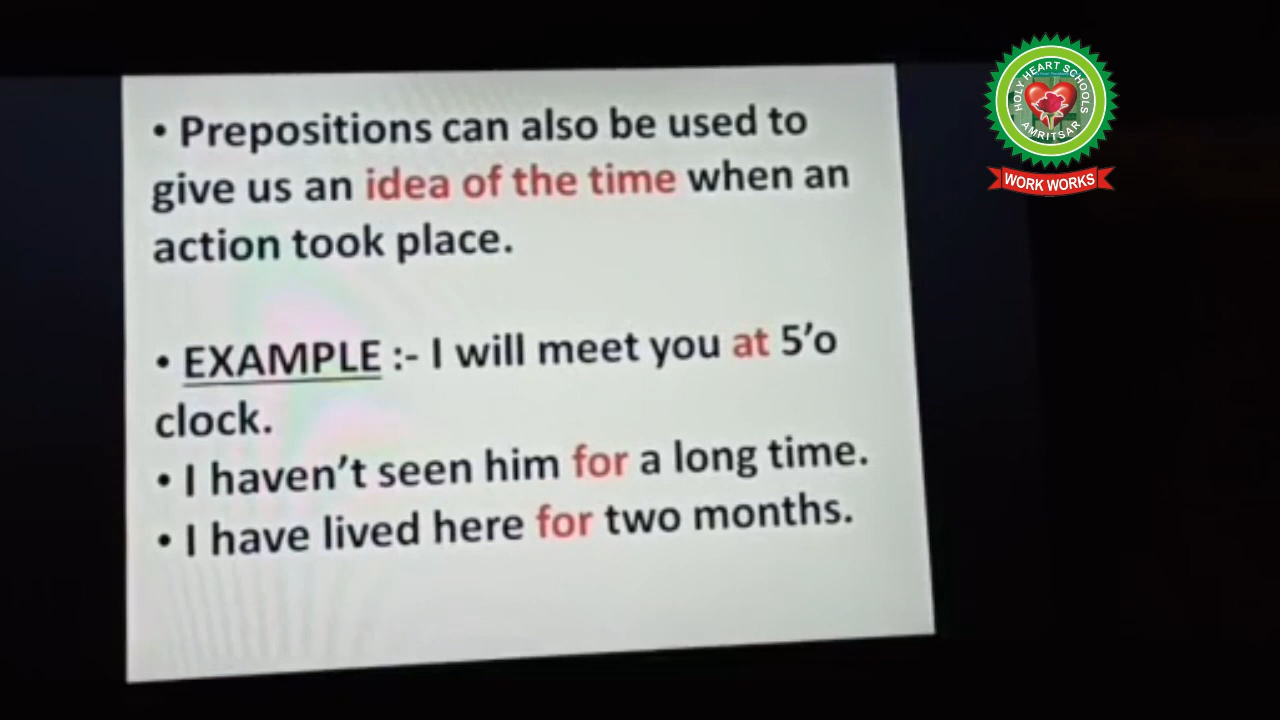 • Prepositions can also be used to
give us an idea of the time when an
action took place.
• EXAMPLE :- I will meet you at 5’o
clock.
• I haven’t seen him for a long time.
• I have lived here for two months.
HOLY HEART SCHOOLS
AMRITSAR
WORK WORKS